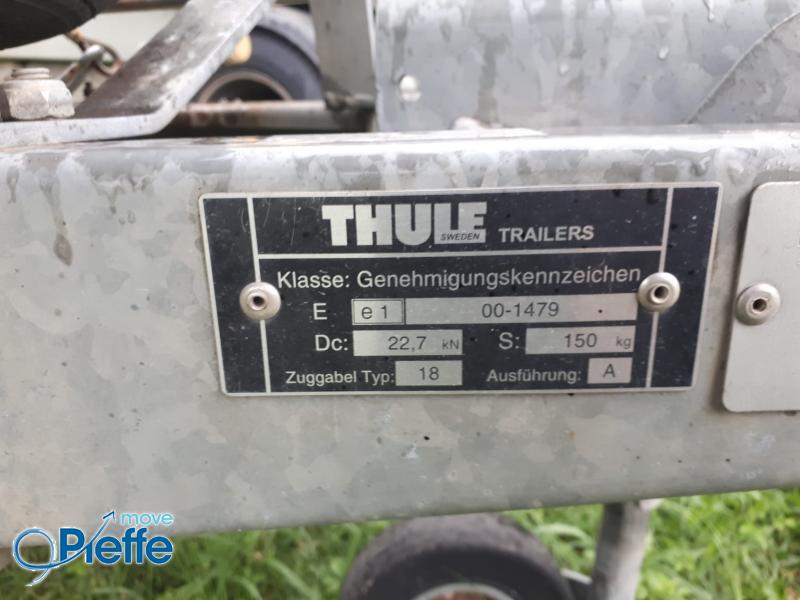 THULE SWEDEN TRAILERS
Klasse: Genehmigungskennzeichen
E e 1 00-1479
Dc: 22,7 kN S: 150 kg
Zuggabel Typ: 18 Ausführung: A
move
Pieffe